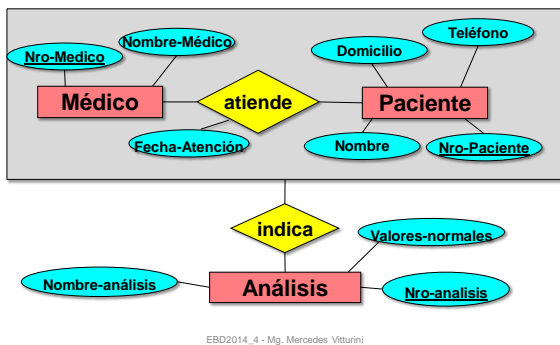 Nro-Medico
Nombre-Médico
Domicilio
Teléfono
Médico
atiende
Paciente
Fecha-Atención
Nombre
Nro-Paciente
indica
Valores-normales
Nombre-análisis
Análisis
Nro-analisis
EBD2014_4 - Mg. Mercedes Vitturini